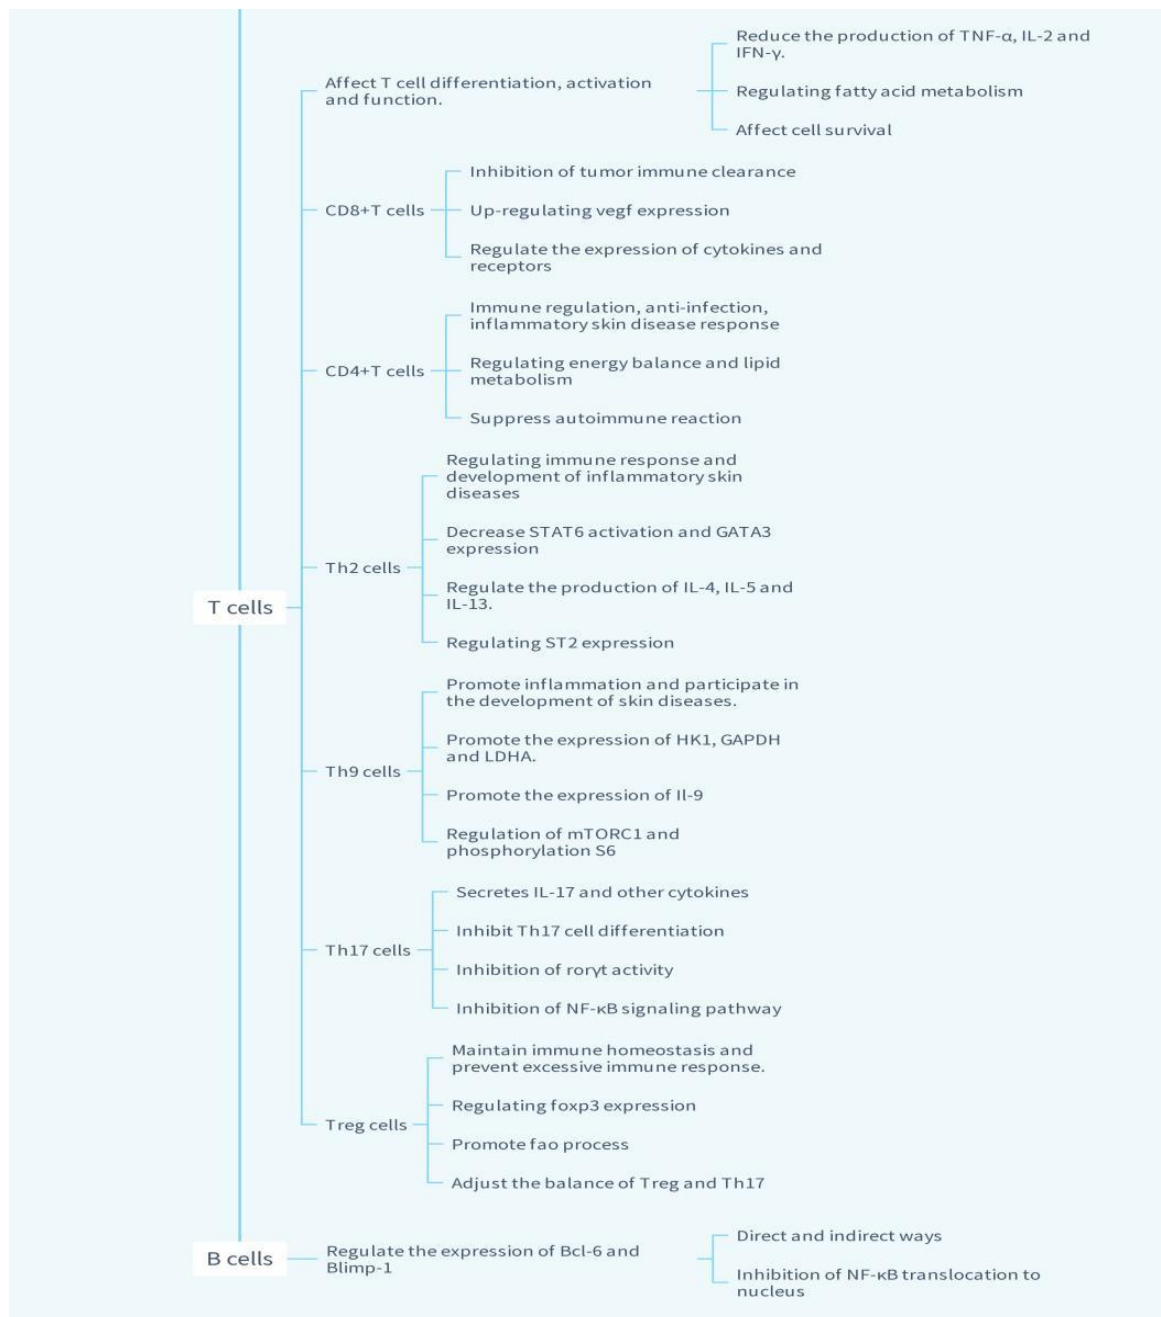 Reduce the production of TNF-α, IL-2 and
IFN-γ.
Affect T cell differentiation, activation
and function.
Regulating fatty acid metabolism
Affect cell survival
Inhibition of tumor immune clearance
CD8+T cells
Up-regulating vegf expression
Regulate the expression of cytokines and
receptors
Immune regulation, anti-infection,
inflammatory skin disease response
CD4+T cells
Regulating energy balance and lipid
metabolism
Suppress autoimmune reaction
Regulating immune response and
development of inflammatory skin
diseases
Decrease STAT6 activation and GATA3
expression
Th2 cells
Regulate the production of IL-4, IL-5 and
IL-13.
T cells
Regulating ST2 expression
Promote inflammation and participate in
the development of skin diseases.
Promote the expression of HK1, GAPDH
and LDHA.
Th9 cells
Promote the expression of Il-9
Regulation of mTORC1 and
phosphorylation S6
Secretes IL-17 and other cytokines
Inhibit Th17 cell differentiation
Th17 cells
Inhibition of rorγt activity
Inhibition of NF-κB signaling pathway
Maintain immune homeostasis and
prevent excessive immune response.
Regulating foxp3 expression
Treg cells
Promote fao process
Adjust the balance of Treg and Th17
B cells
Regulate the expression of Bcl-6 and
Blimp-1
Direct and indirect ways
Inhibition of NF-κB translocation to
nucleus